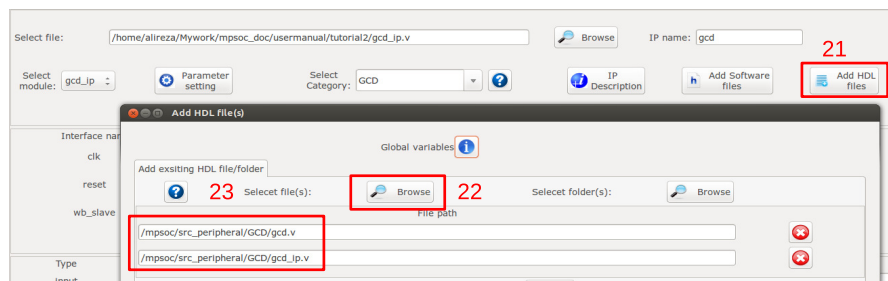 Select file: /home/alireza/Mywork/mpsoc_doc/usermanual/tutorial2/gcd_ip.v Browse IP name: gcd
21
Select module: gcd_ip Parameter setting Select Category: GCD ? i IP Description h Add Software files Add HDL files
Add HDL file(s)
Interface nar
Global variables i
clk
Add exsiting HDL file/folder
reset ? 23 Selecet file(s): Browse 22 Selecet folder(s): Browse
wb_slave File path
/mpsoc/src_peripheral/GCD/gcd.v
/mpsoc/src_peripheral/GCD/gcd_ip.v
Type